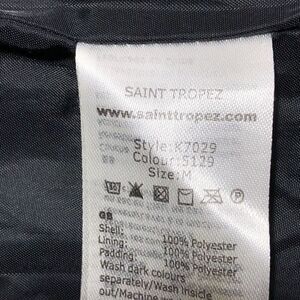 SAINT TROPEZ
www.sainttropez.com
Style: K7029
Colour: 5129
Size: M
GB
Shell: 100% Polyester
Lining: 100% Polyester
Padding: 100% Polyester
Wash dark colours
separately/Wash inside
out/Machine